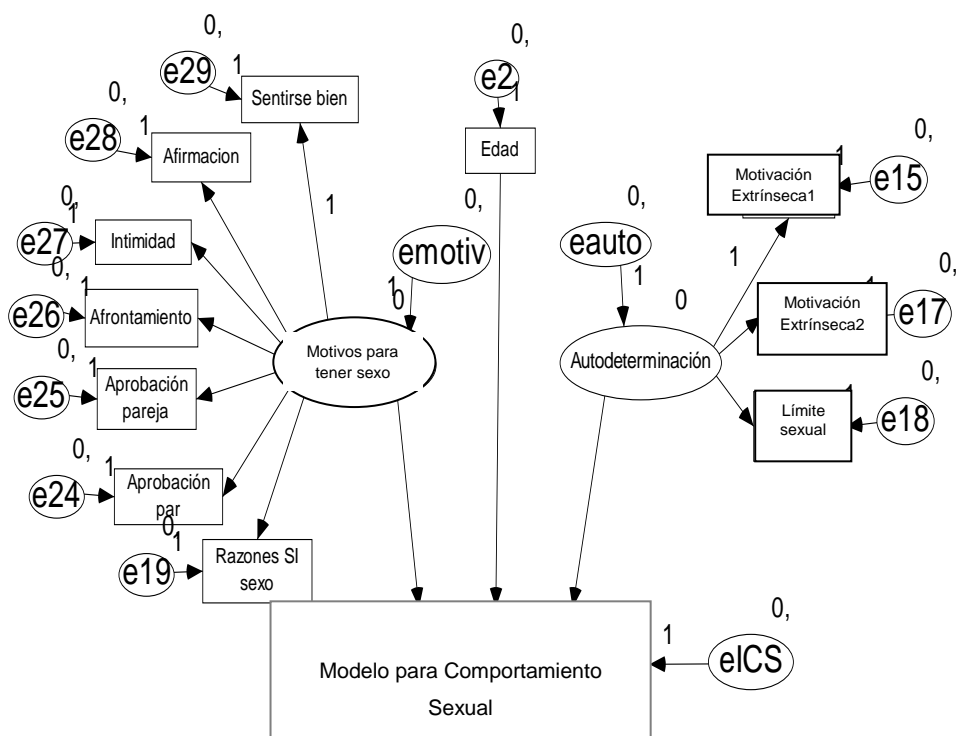 0,
0,
e29
1
Sentirse bien
e2
1
Edad
0,
e28
1
Afirmacion
0,
1
Motivación
Extrínseca1
e15
0,
1
e27
Intimidad
1
0,
emotiv
0,
eauto
1
1
0,
e26
1
Afrontamiento
1
0
0
0,
1
Motivación
Extrínseca2
e17
Motivos para
tener sexo
Autodeterminación
0,
e25
1
Aprobación
pareja
0,
1
Límite
sexual
e18
0,
e24
1
Aprobación
par
0,
1
e19
Razones SI
sexo
0,
1
eICS
Modelo para Comportamiento
Sexual